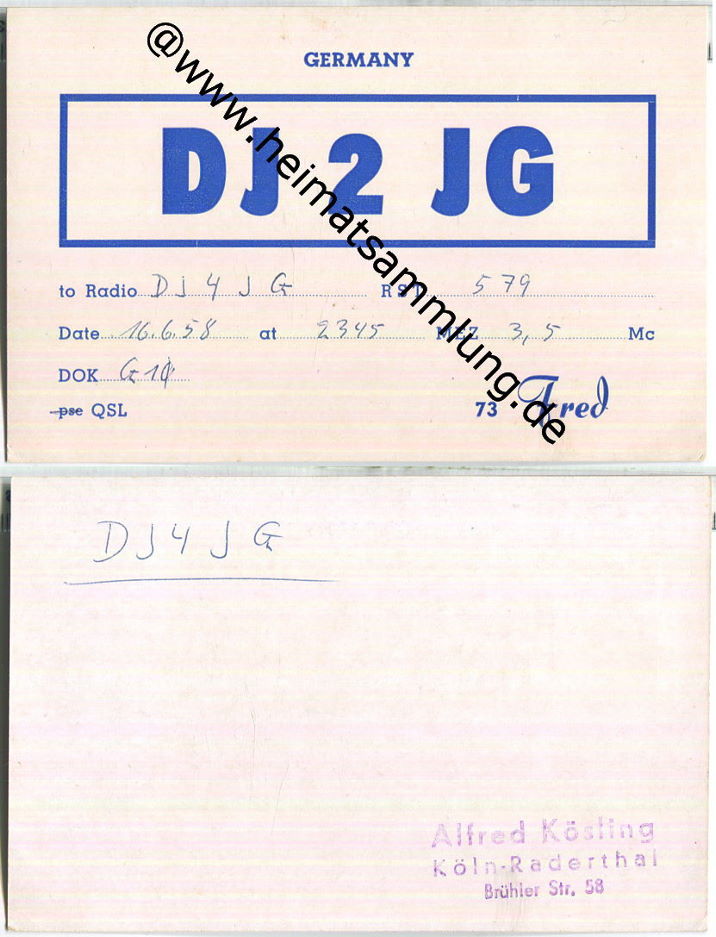 GERMANY
DJ 2 JG
to Radio DJ 4 JG RST 579
Date 16.6.58 at 2345 MEZ 3,5 Mc
DOK G10
pse QSL
73 Fred
@www.heimatsammlung.de
DJ 4 JG
Alfred Kösling
Köln-Raderthal
Brühler Str. 58